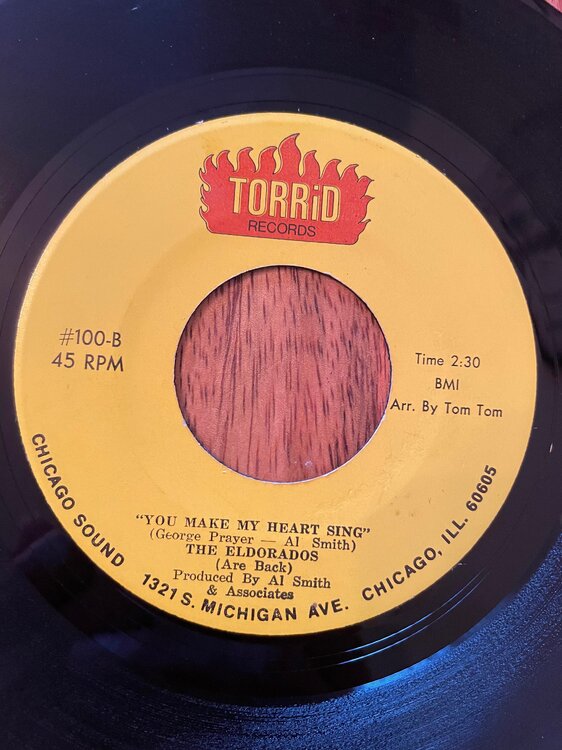 TORRiD
RECORDS
#100-B
45 RPM
Time 2:30
BMI
Arr. By Tom Tom
"YOU MAKE MY HEART SING"
(George Prayer — Al Smith)
THE ELDORADOS
(Are Back)
Produced By Al Smith
& Associates
CHICAGO SOUND 1321 S. MICHIGAN AVE. CHICAGO, ILL. 60605